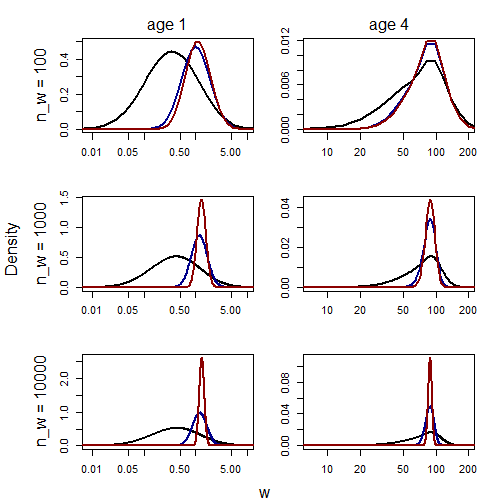 age 1 age 4
n_w = 100
0.0 0.2 0.4
0.01 0.05 0.50 5.00
0.000 0.006 0.012
10 20 50 100 200
Density
n_w = 1000
0.0 0.5 1.0 1.5
0.01 0.05 0.50 5.00
0.00 0.02 0.04
10 20 50 100 200
n_w = 10000
0.0 1.0 2.0
0.01 0.05 0.50 5.00
0.00 0.04 0.08
10 20 50 100 200
w